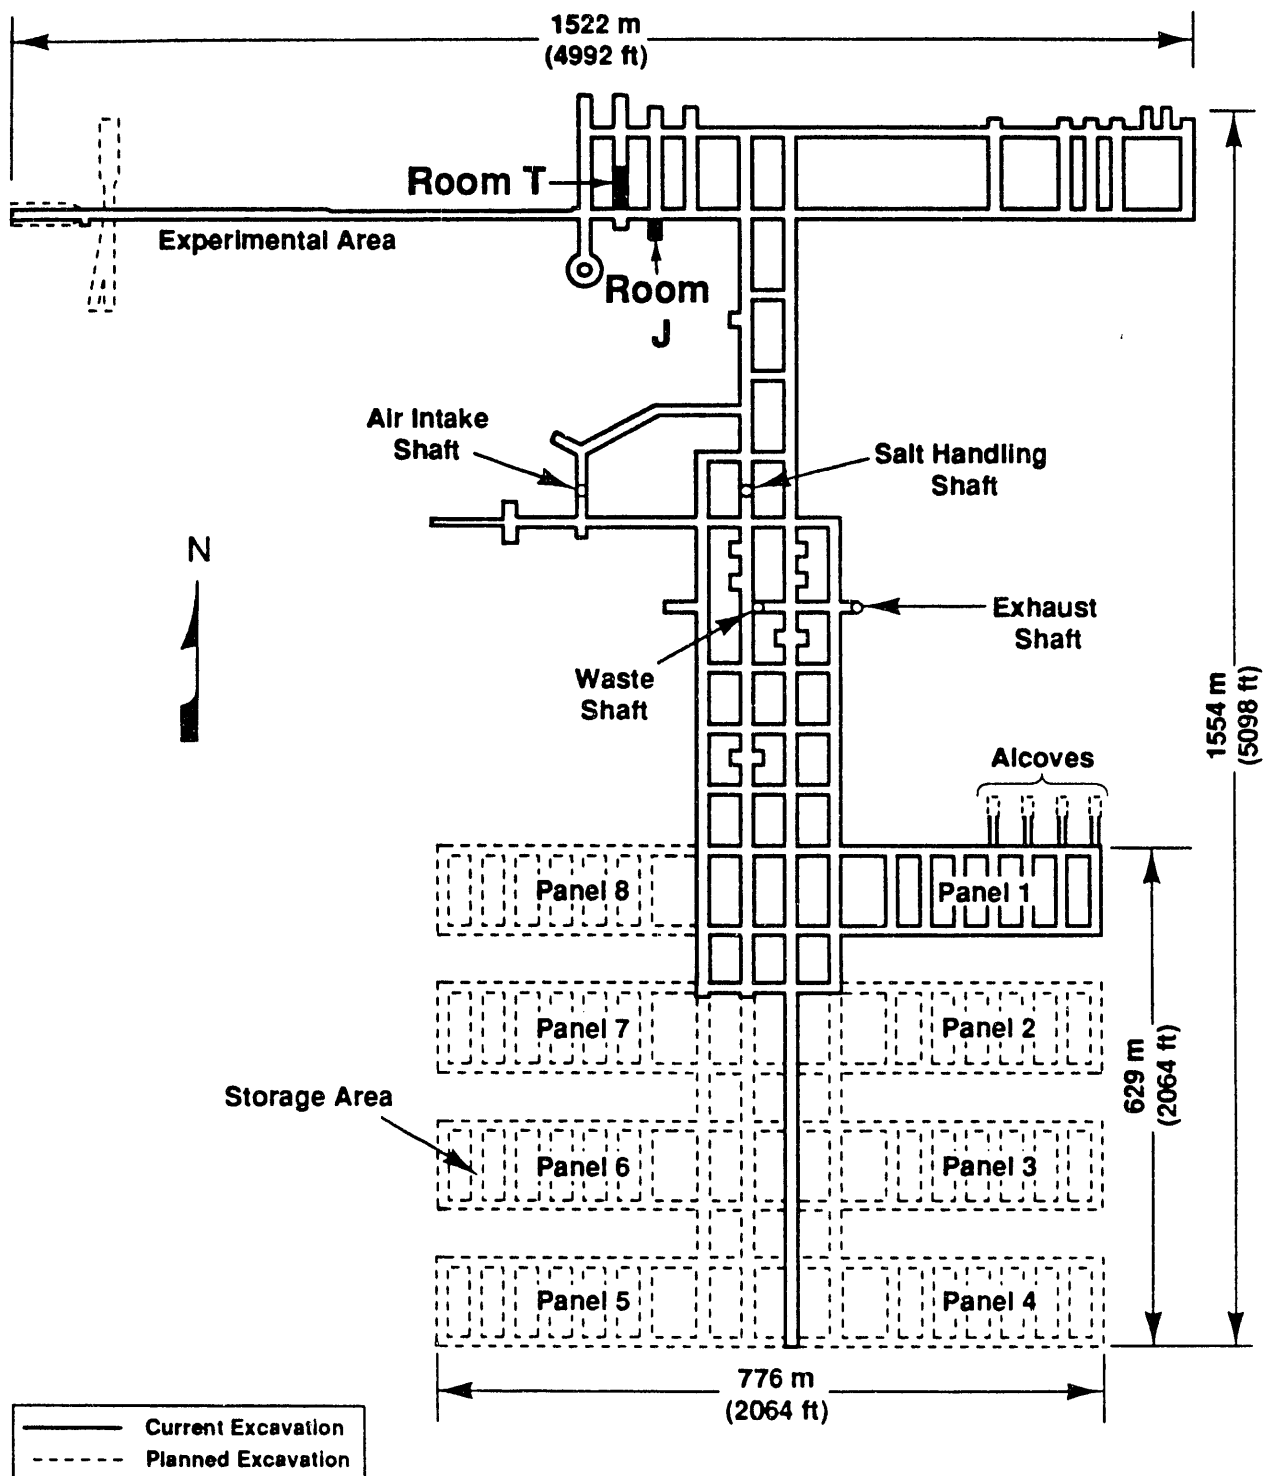 1522 m
(4992 ft)
Room T
Experimental Area
Room
J
Air Intake
Shaft
Salt Handling
Shaft
N
Exhaust
Shaft
Waste
Shaft
1554 m
(5098 ft)
Alcoves
Panel 8
Panel 1
Panel 7
Panel 2
629 m
(2064 ft)
Storage Area
Panel 6
Panel 3
Panel 5
Panel 4
776 m
(2064 ft)
Current Excavation
Planned Excavation